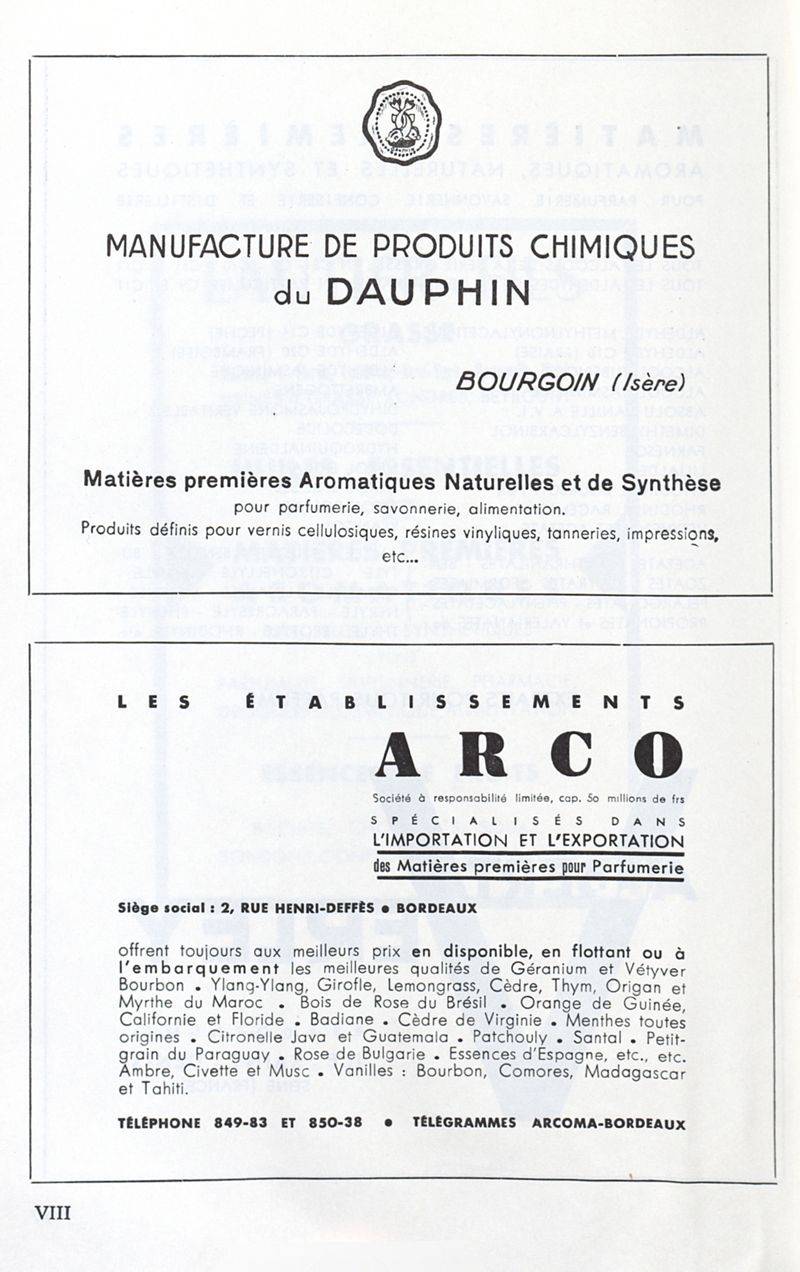 MANUFACTURE DE PRODUITS CHIMIQUES
du DAUPHIN
BOURGOIN (Isère)
Matières premières Aromatiques Naturelles et de Synthèse
pour parfumerie, savonnerie, alimentation.
Produits définis pour vernis cellulosiques, résines vinyliques, tanneries, impressions,
etc...
LES ÉTABLISSEMENTS
ARCO
Société à responsabilité limitée, cap. 50 millions de frs
SPÉCIALISÉS DANS
L'IMPORTATION ET L'EXPORTATION
des Matières premières pour Parfumerie
Siège social : 2, RUE HENRI-DEFFÈS • BORDEAUX
offrent toujours aux meilleurs prix en disponible, en flottant ou à
l'embarquement les meilleures qualités de Géranium et Vétyver
Bourbon • Ylang-Ylang, Girofle, Lemongrass, Cèdre, Thym, Origan et
Myrthe du Maroc • Bois de Rose du Brésil • Orange de Guinée,
Californie et Floride • Badiane • Cèdre de Virginie • Menthes toutes
origines • Citronelle Java et Guatemala • Patchouly • Santal • Petit-
grain du Paraguay • Rose de Bulgarie • Essences d'Espagne, etc., etc.
Ambre, Civette et Musc • Vanilles : Bourbon, Comores, Madagascar
et Tahiti.
TÉLÉPHONE 849-83 ET 850-38 • TÉLÉGRAMMES ARCOMA-BORDEAUX
VIII